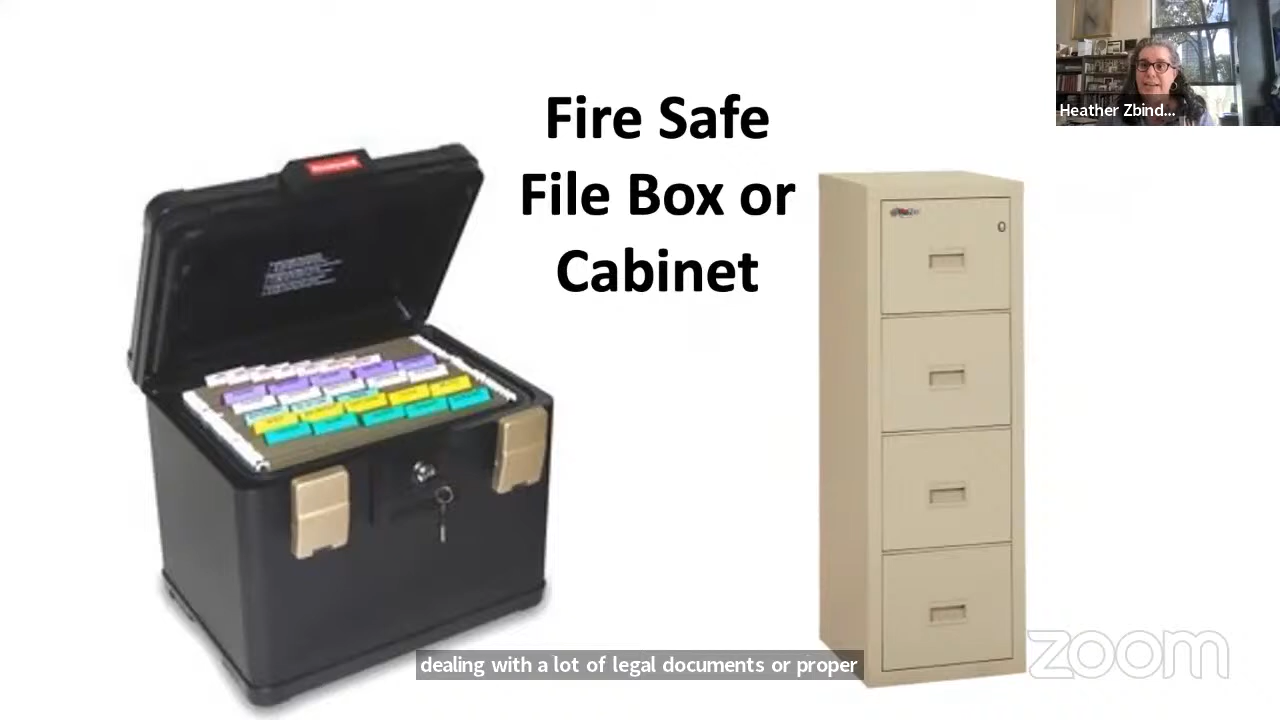 Fire Safe
File Box or
Cabinet
Heather Zbind...
dealing with a lot of legal documents or proper
zoom